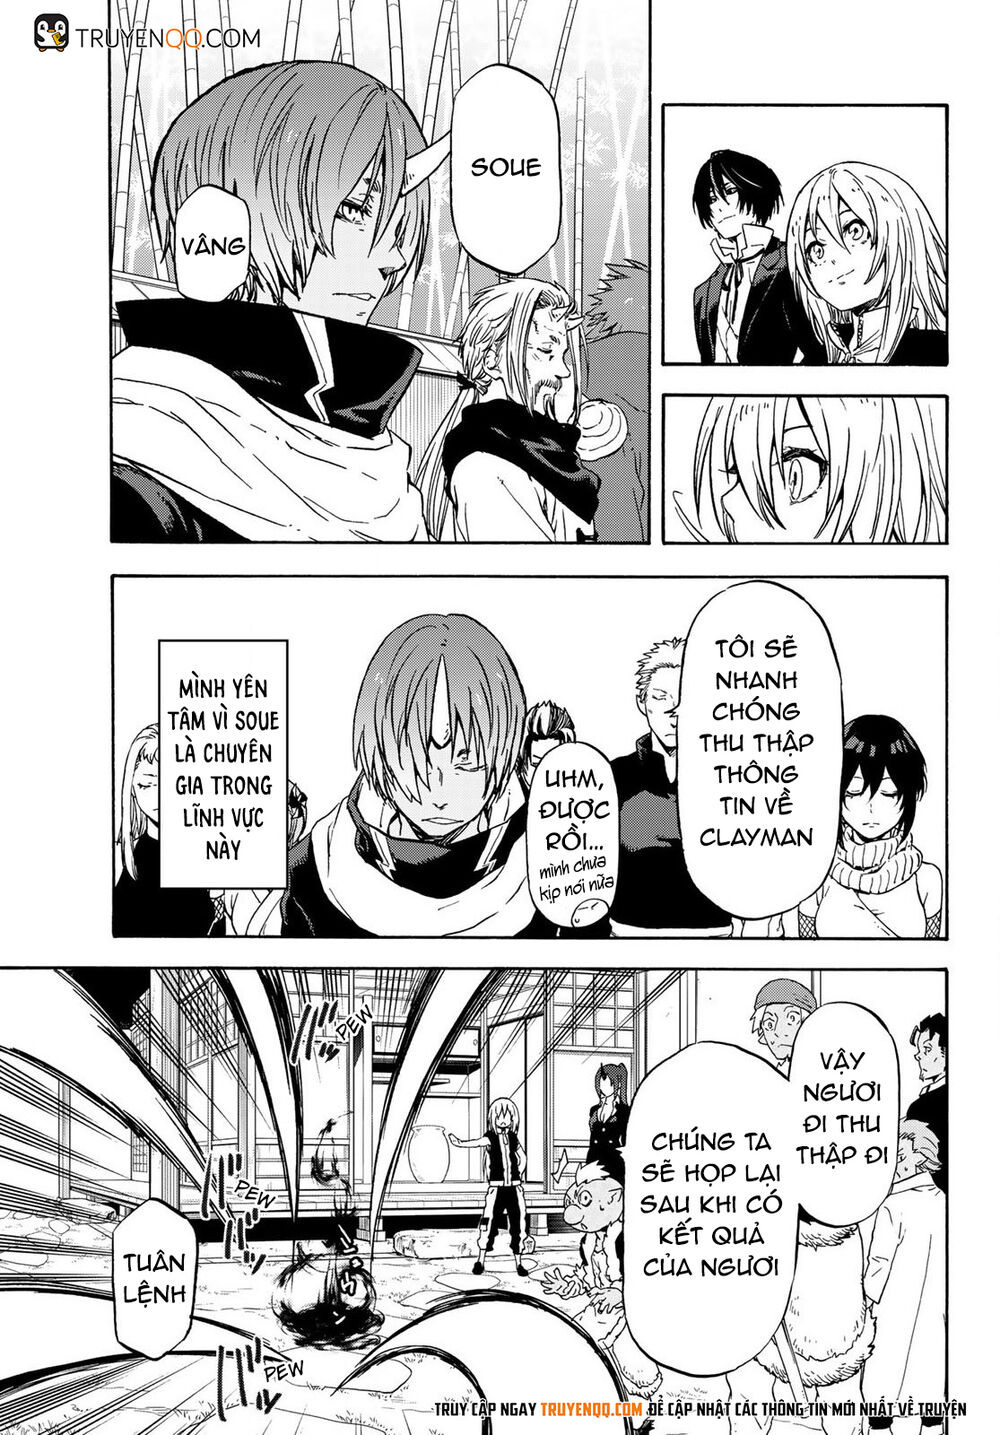 TRUYENQQ.COM
SOUE
VÂNG
TÔI SẼ
NHANH
CHÓNG
THU THẬP
THÔNG
TIN VỀ
CLAYMAN
UHM,
ĐƯỢC
RỒI...
mình chưa
kịp nói nữa
MÌNH YÊN
TÂM VÌ SOUE
LÀ CHUYÊN
GIA TRONG
LĨNH VỰC
NÀY
VẬY
NGƯƠI
ĐI THU
THẬP ĐI
CHÚNG TA
SẼ HỌP LẠI
SAU KHI CÓ
KẾT QUẢ
CỦA NGƯƠI
PEW
PEW
TUÂN
LỆNH
PEW
TRUY CẬP NGAY TRUYENQQ.COM ĐỂ CẬP NHẬT CÁC THÔNG TIN MỚI NHẤT VỀ TRUYỆN